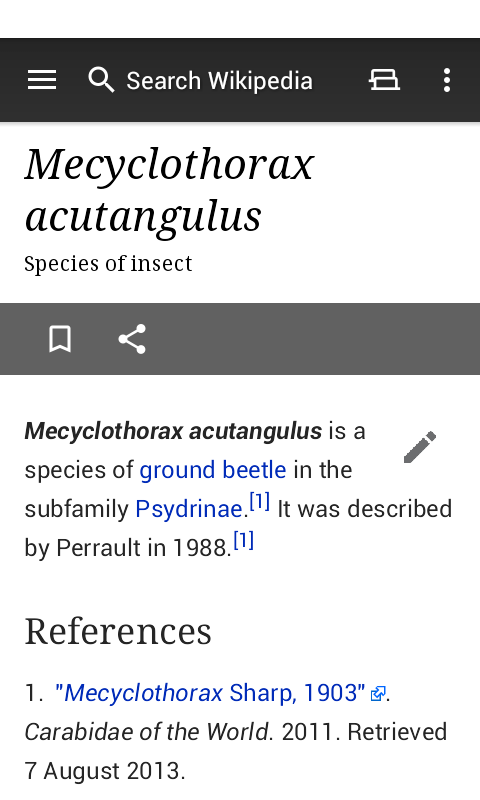 Search Wikipedia
Mecyclothorax
acutangulus
Species of insect
Mecyclothorax acutangulus is a
species of ground beetle in the
subfamily Psydrinae.[1] It was described
by Perrault in 1988.[1]
References
1. "Mecyclothorax Sharp, 1903".
Carabidae of the World. 2011. Retrieved
7 August 2013.